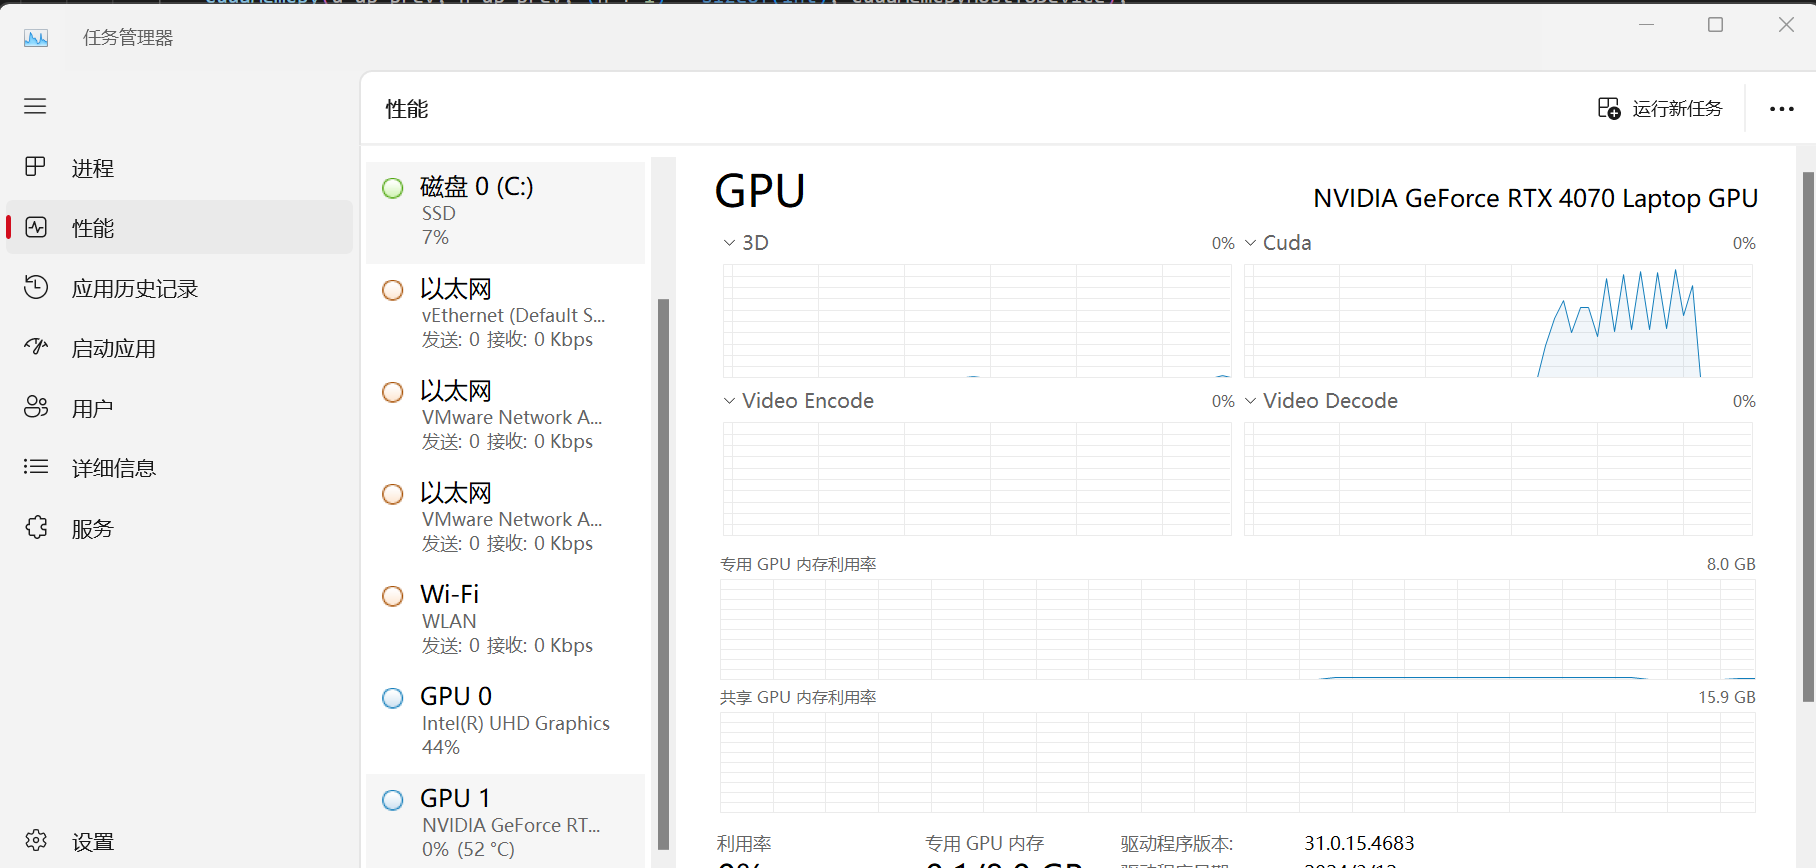 任务管理器
性能
运行新任务
进程
性能
应用历史记录
启动应用
用户
详细信息
服务
设置
磁盘 0 (C:)
SSD
7%
以太网
vEthernet (Default S...
发送: 0 接收: 0 Kbps
以太网
VMware Network A...
发送: 0 接收: 0 Kbps
以太网
VMware Network A...
发送: 0 接收: 0 Kbps
Wi-Fi
WLAN
发送: 0 接收: 0 Kbps
GPU 0
Intel(R) UHD Graphics
44%
GPU 1
NVIDIA GeForce RT...
0% (52 °C)
GPU
NVIDIA GeForce RTX 4070 Laptop GPU
3D 0%
Cuda 0%
Video Encode 0%
Video Decode 0%
专用 GPU 内存利用率 8.0 GB
共享 GPU 内存利用率 15.9 GB
利用率
专用 GPU 内存
驱动程序版本: 31.0.15.4683